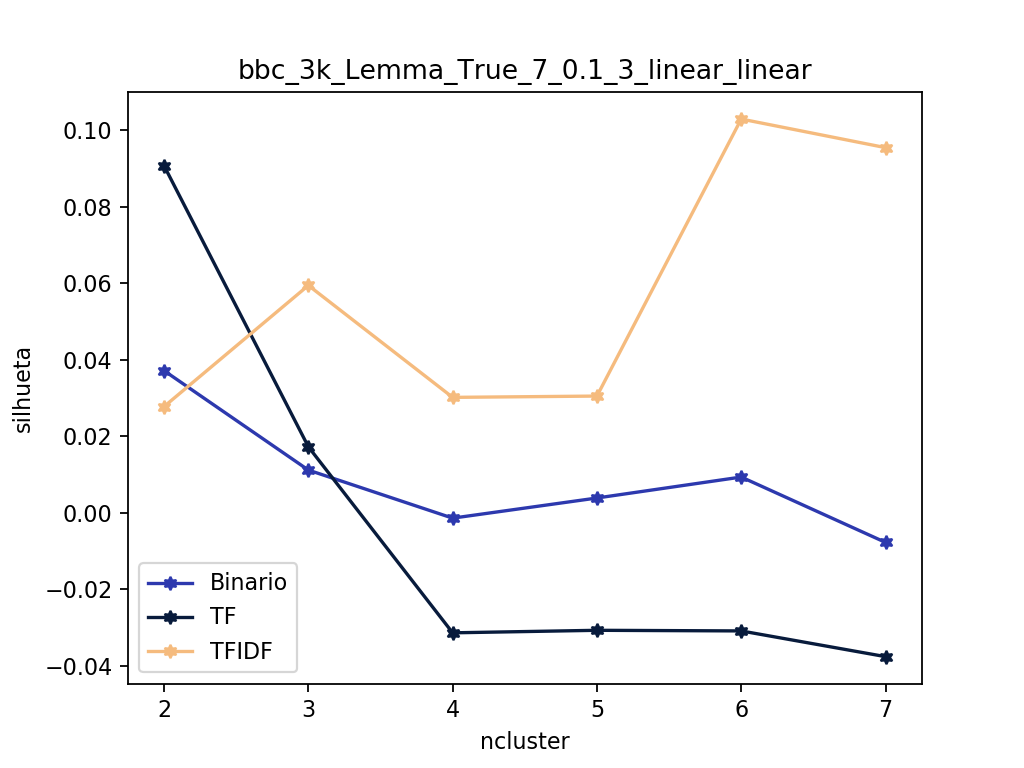 bbc_3k_Lemma_True_7_0.1_3_linear_linear
silhueta
0.10
0.08
0.06
0.04
0.02
0.00
−0.02
−0.04
Binario
TF
TFIDF
2 3 4 5 6 7
ncluster